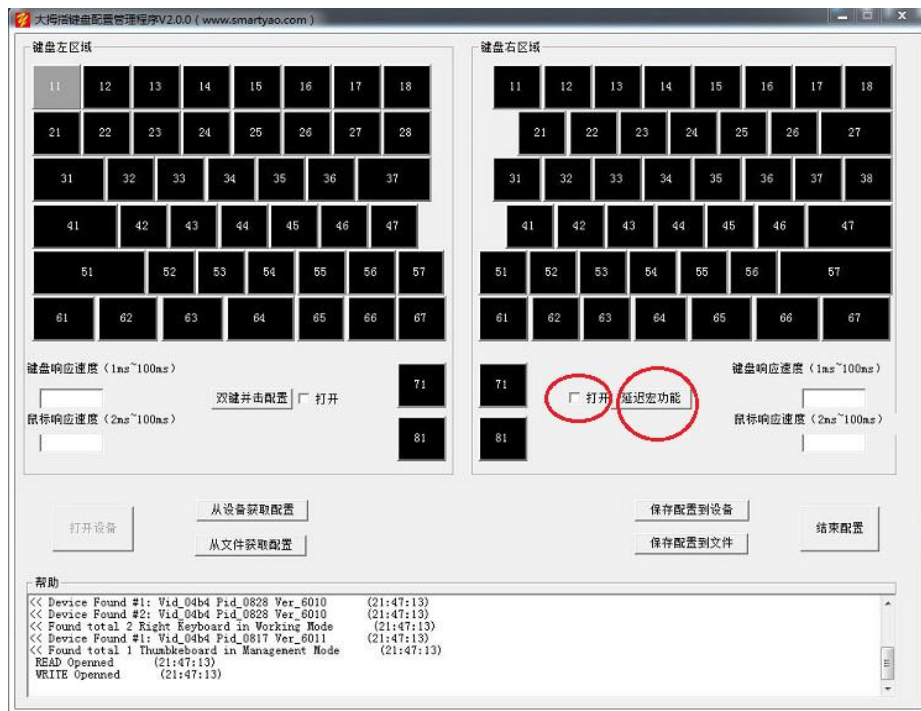 大拇指键盘配置管理程序V2.0.0 ( www.smartyao.com )
键盘左区域
11 12 13 14 15 16 17 18
21 22 23 24 25 26 27 28
31 32 33 34 35 36 37
41 42 43 44 45 46 47
51 52 53 54 55 56 57
61 62 63 64 65 66 67
键盘响应速度（1ms~100ms）
71
双键并击配置 打开
鼠标响应速度（2ms~100ms）
81
键盘右区域
11 12 13 14 15 16 17 18
21 22 23 24 25 26 27
31 32 33 34 35 36 37 38
41 42 43 44 45 46 47
51 52 53 54 55 56 57
61 62 63 64 65 66 67
键盘响应速度（1ms~100ms）
71
打开 延迟宏功能
鼠标响应速度（2ms~100ms）
81
打开设备
从设备获取配置
从文件获取配置
保存配置到设备
保存配置到文件
结束配置
帮助
<< Device Found #1: Vid_04b4 Pid_0828 Ver_6010 (21:47:13)
<< Device Found #2: Vid_04b4 Pid_0828 Ver_6010 (21:47:13)
<< Found total 2 Right Keyboard in Working Mode (21:47:13)
<< Device Found #1: Vid_04b4 Pid_0817 Ver_6011 (21:47:13)
<< Found total 1 Thumbkeboard in Management Mode (21:47:13)
READ Openned (21:47:13)
WRITE Openned (21:47:13)